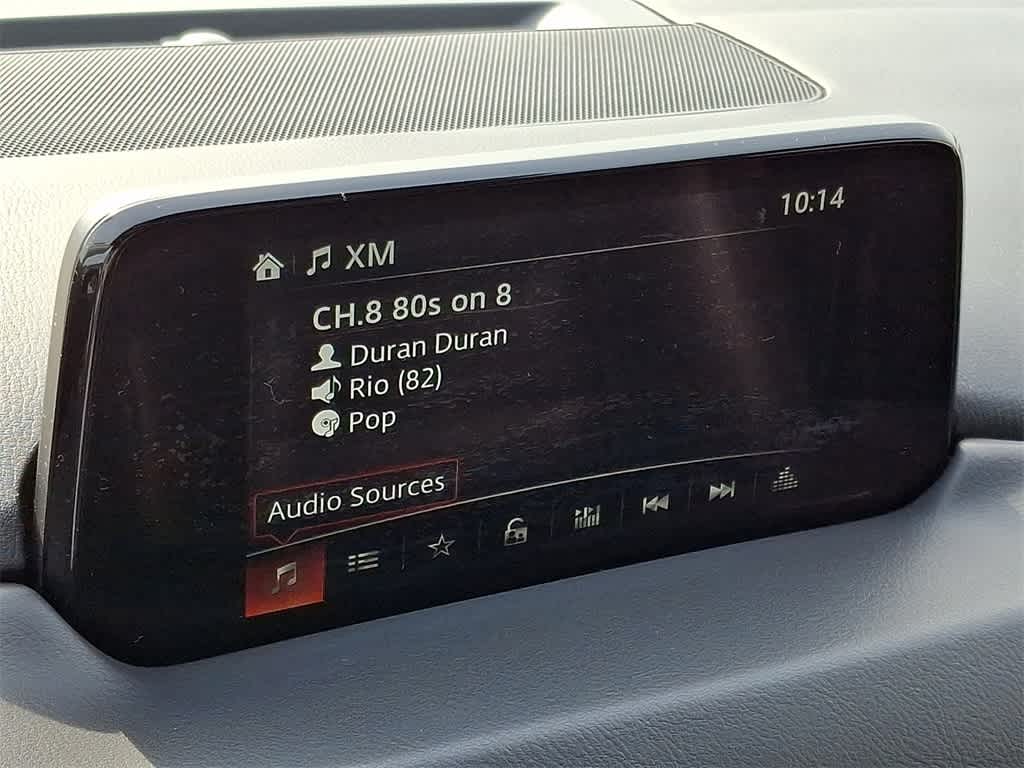 10:14
XM
CH.8 80s on 8
Duran Duran
Rio (82)
Pop
Audio Sources